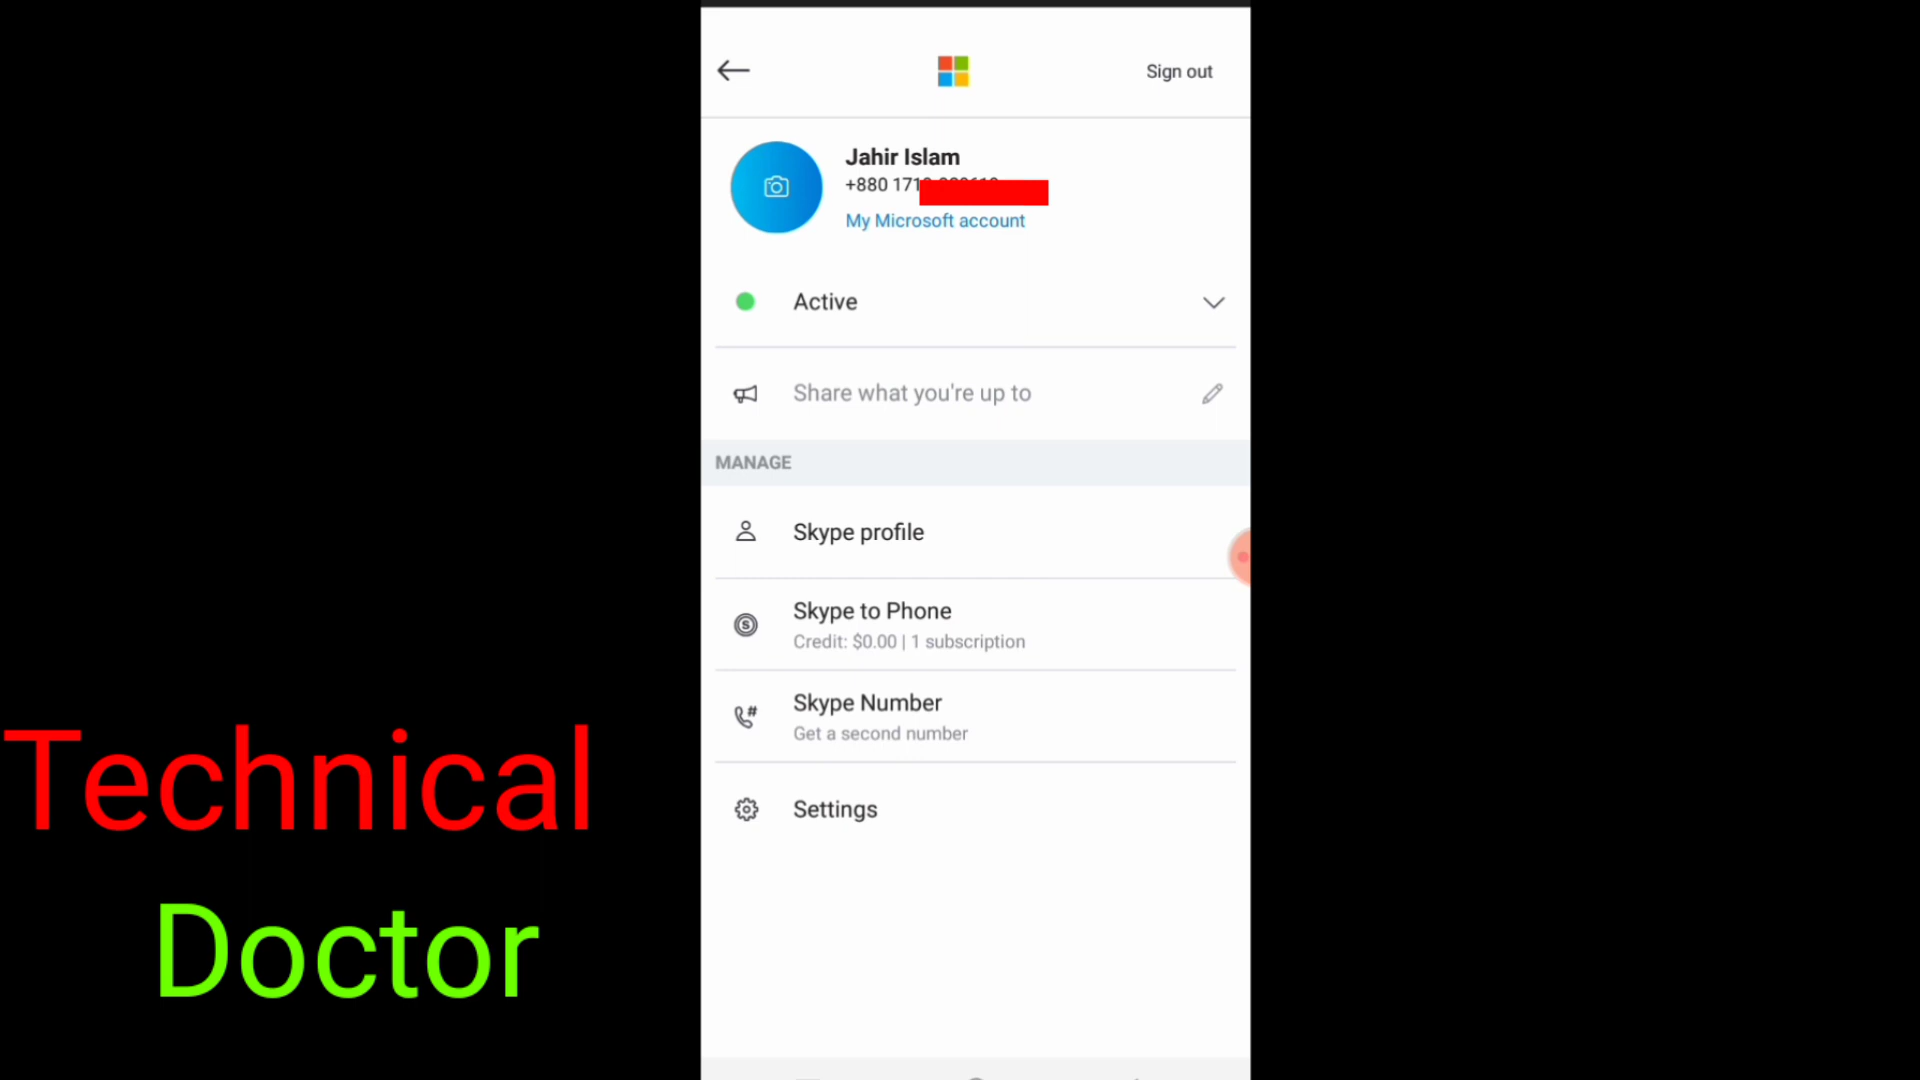 Sign out
Jahir Islam
+880
My Microsoft account
Active
Share what you're up to
MANAGE
Skype profile
Skype to Phone
Credit: $0.00 | 1 subscription
Skype Number
Get a second number
Settings
Technical
Doctor